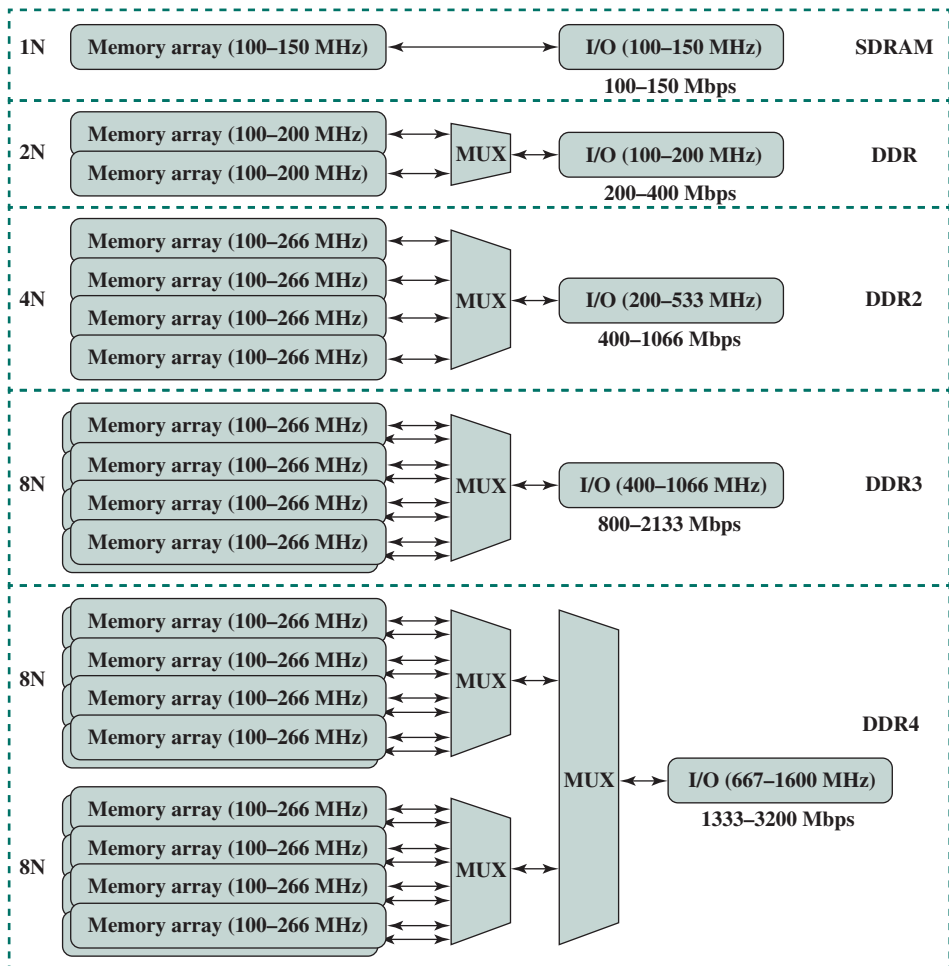 1N
Memory array (100–150 MHz)
I/O (100–150 MHz)
SDRAM
100–150 Mbps
2N
Memory array (100–200 MHz)
Memory array (100–200 MHz)
MUX
I/O (100–200 MHz)
DDR
200–400 Mbps
4N
Memory array (100–266 MHz)
Memory array (100–266 MHz)
Memory array (100–266 MHz)
Memory array (100–266 MHz)
MUX
I/O (200–533 MHz)
DDR2
400–1066 Mbps
8N
Memory array (100–266 MHz)
Memory array (100–266 MHz)
Memory array (100–266 MHz)
Memory array (100–266 MHz)
MUX
I/O (400–1066 MHz)
DDR3
800–2133 Mbps
8N
Memory array (100–266 MHz)
Memory array (100–266 MHz)
Memory array (100–266 MHz)
Memory array (100–266 MHz)
MUX
DDR4
MUX
I/O (667–1600 MHz)
1333–3200 Mbps
8N
Memory array (100–266 MHz)
Memory array (100–266 MHz)
Memory array (100–266 MHz)
Memory array (100–266 MHz)
MUX